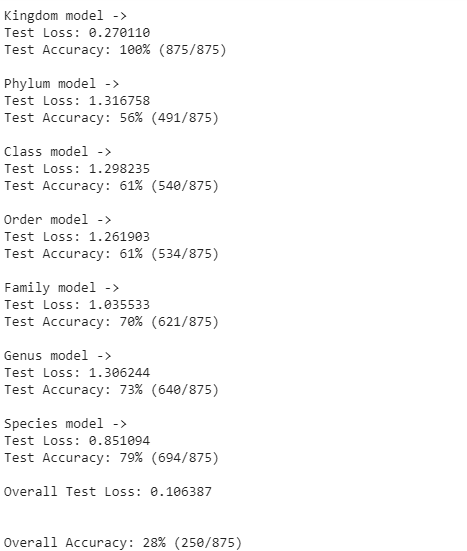 Kingdom model ->
Test Loss: 0.270110
Test Accuracy: 100% (875/875)
Phylum model ->
Test Loss: 1.316758
Test Accuracy: 56% (491/875)
Class model ->
Test Loss: 1.298235
Test Accuracy: 61% (540/875)
Order model ->
Test Loss: 1.261903
Test Accuracy: 61% (534/875)
Family model ->
Test Loss: 1.035533
Test Accuracy: 70% (621/875)
Genus model ->
Test Loss: 1.306244
Test Accuracy: 73% (640/875)
Species model ->
Test Loss: 0.851094
Test Accuracy: 79% (694/875)
Overall Test Loss: 0.106387
Overall Accuracy: 28% (250/875)